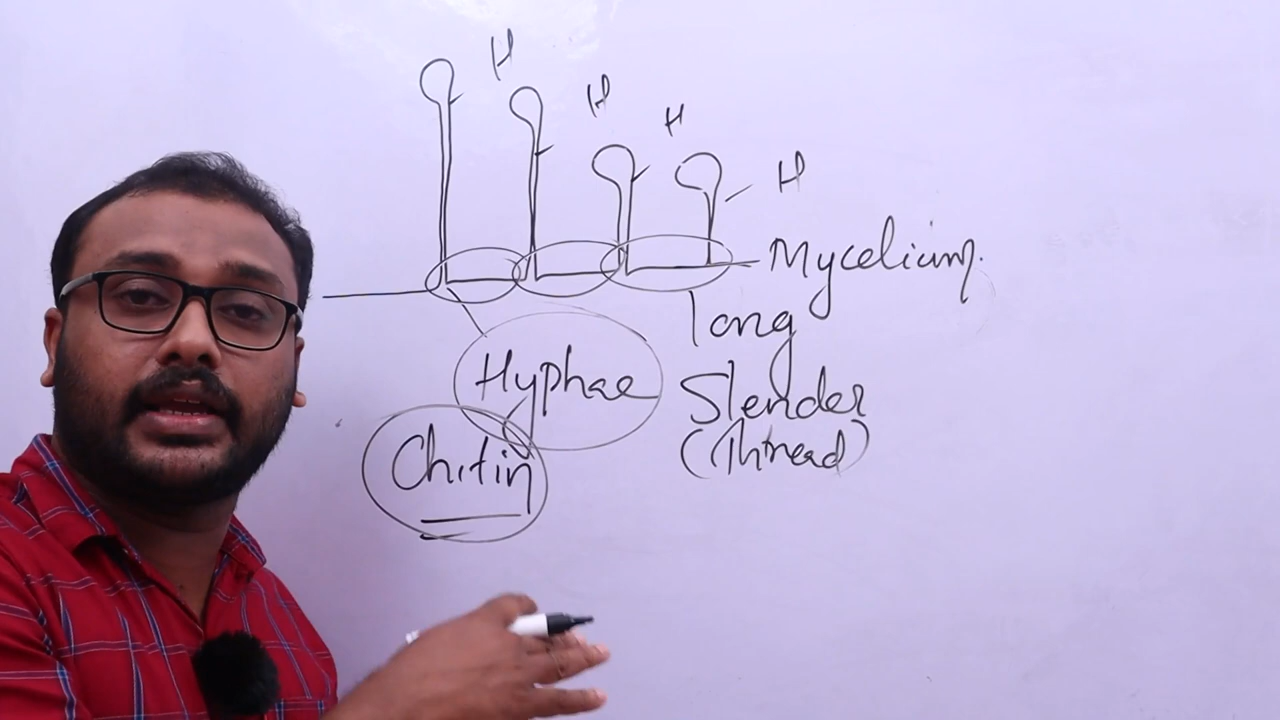 H
H
H
H
Mycelium.
long
Hyphae
Slender
(Thread)
Chitin